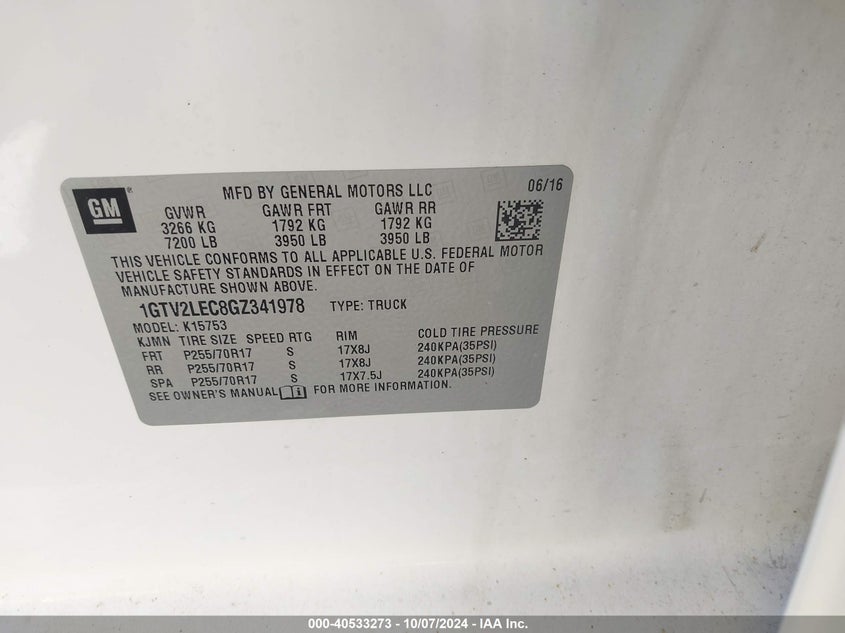 GM ®
MFD BY GENERAL MOTORS LLC 06/16
GVWR GAWR FRT GAWR RR
3266 KG 1792 KG 1792 KG
7200 LB 3950 LB 3950 LB
THIS VEHICLE CONFORMS TO ALL APPLICABLE U.S. FEDERAL MOTOR
VEHICLE SAFETY STANDARDS IN EFFECT ON THE DATE OF
MANUFACTURE SHOWN ABOVE.
1GTV2LEC8GZ341978 TYPE: TRUCK
MODEL: K15753
KJMN TIRE SIZE SPEED RTG RIM COLD TIRE PRESSURE
FRT P255/70R17 S 17X8J 240KPA(35PSI)
RR P255/70R17 S 17X8J 240KPA(35PSI)
SPA P255/70R17 S 17X7.5J 240KPA(35PSI)
SEE OWNER'S MANUAL FOR MORE INFORMATION.
000-40533273 - 10/07/2024 - IAA Inc.